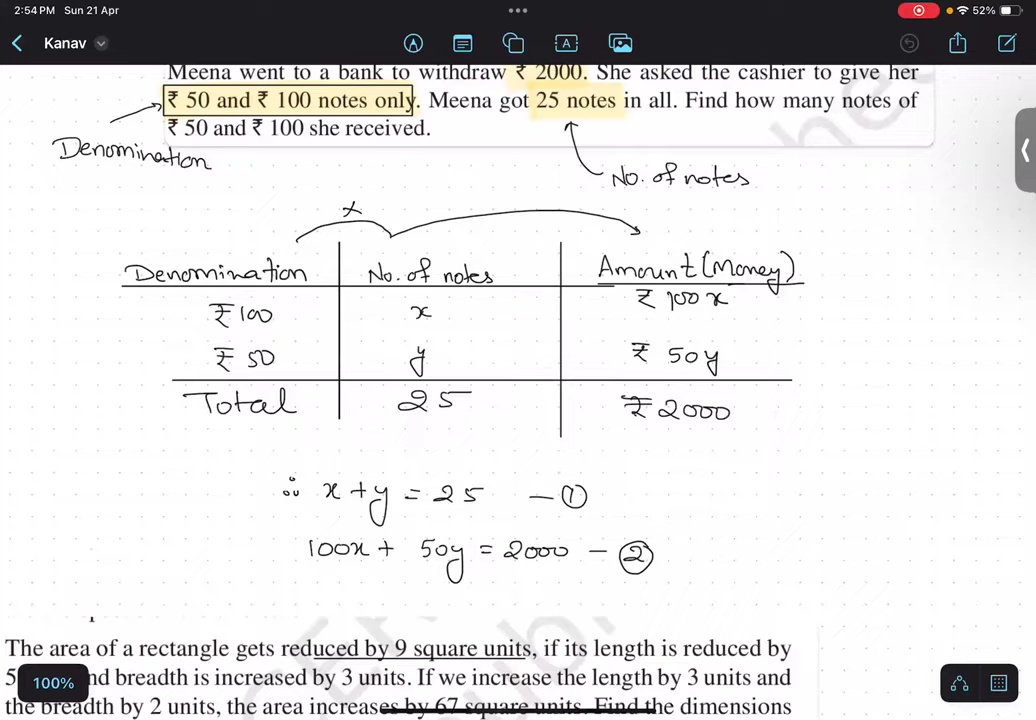 2:54 PM Sun 21 Apr
52%
Kanav
Meena went to a bank to withdraw ₹ 2000. She asked the cashier to give her
₹ 50 and ₹ 100 notes only. Meena got 25 notes in all. Find how many notes of
₹ 50 and ₹ 100 she received.
Denomination
No. of notes
x
Denomination No. of notes Amount (Money)
₹ 100 x ₹ 100 x
₹ 50 y ₹ 50y
Total 25 ₹ 2000
∴ x + y = 25 — ①
100x + 50y = 2000 — ②
The area of a rectangle gets reduced by 9 square units, if its length is reduced by
5 nd breadth is increased by 3 units. If we increase the length by 3 units and
100%
the breadth by 2 units, the area increases by 67 square units. Find the dimensions